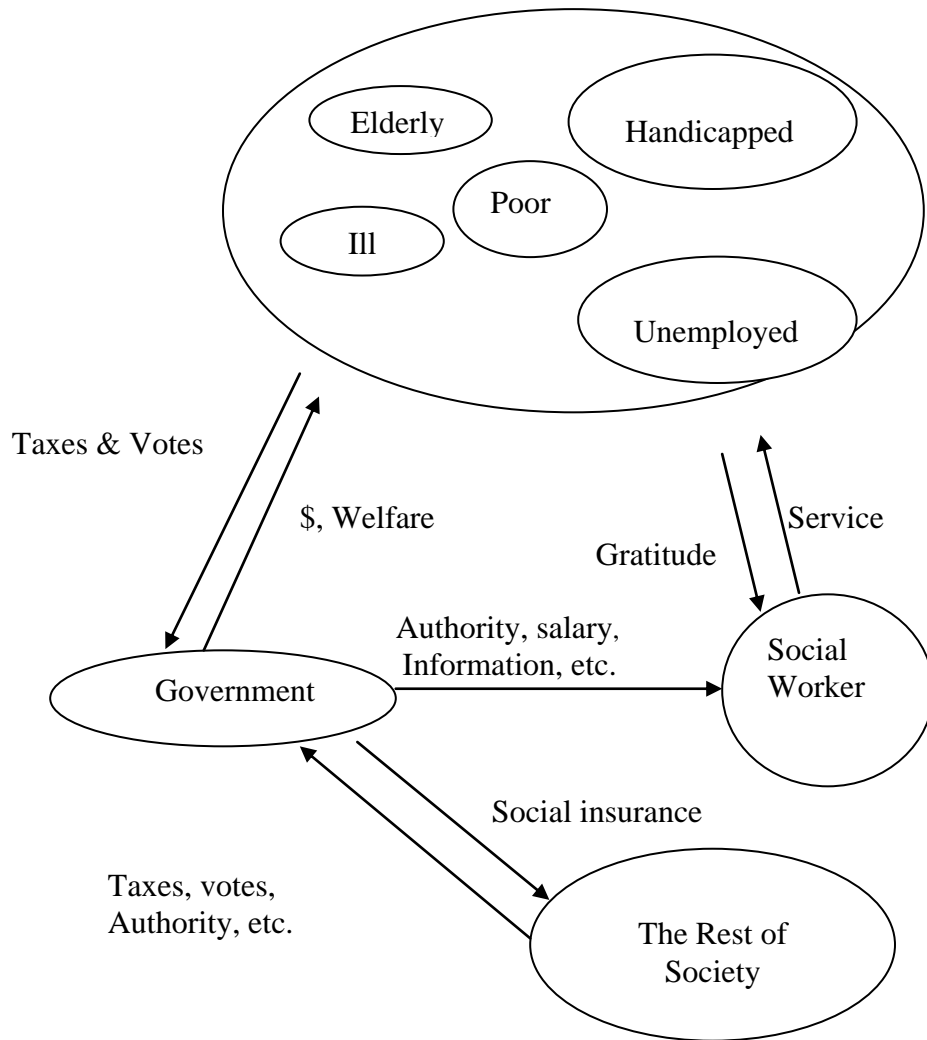 Elderly
Handicapped
Poor
Ill
Unemployed
Taxes & Votes
$, Welfare
Service
Gratitude
Authority, salary,
Information, etc.
Social
Worker
Government
Social insurance
Taxes, votes,
Authority, etc.
The Rest of
Society